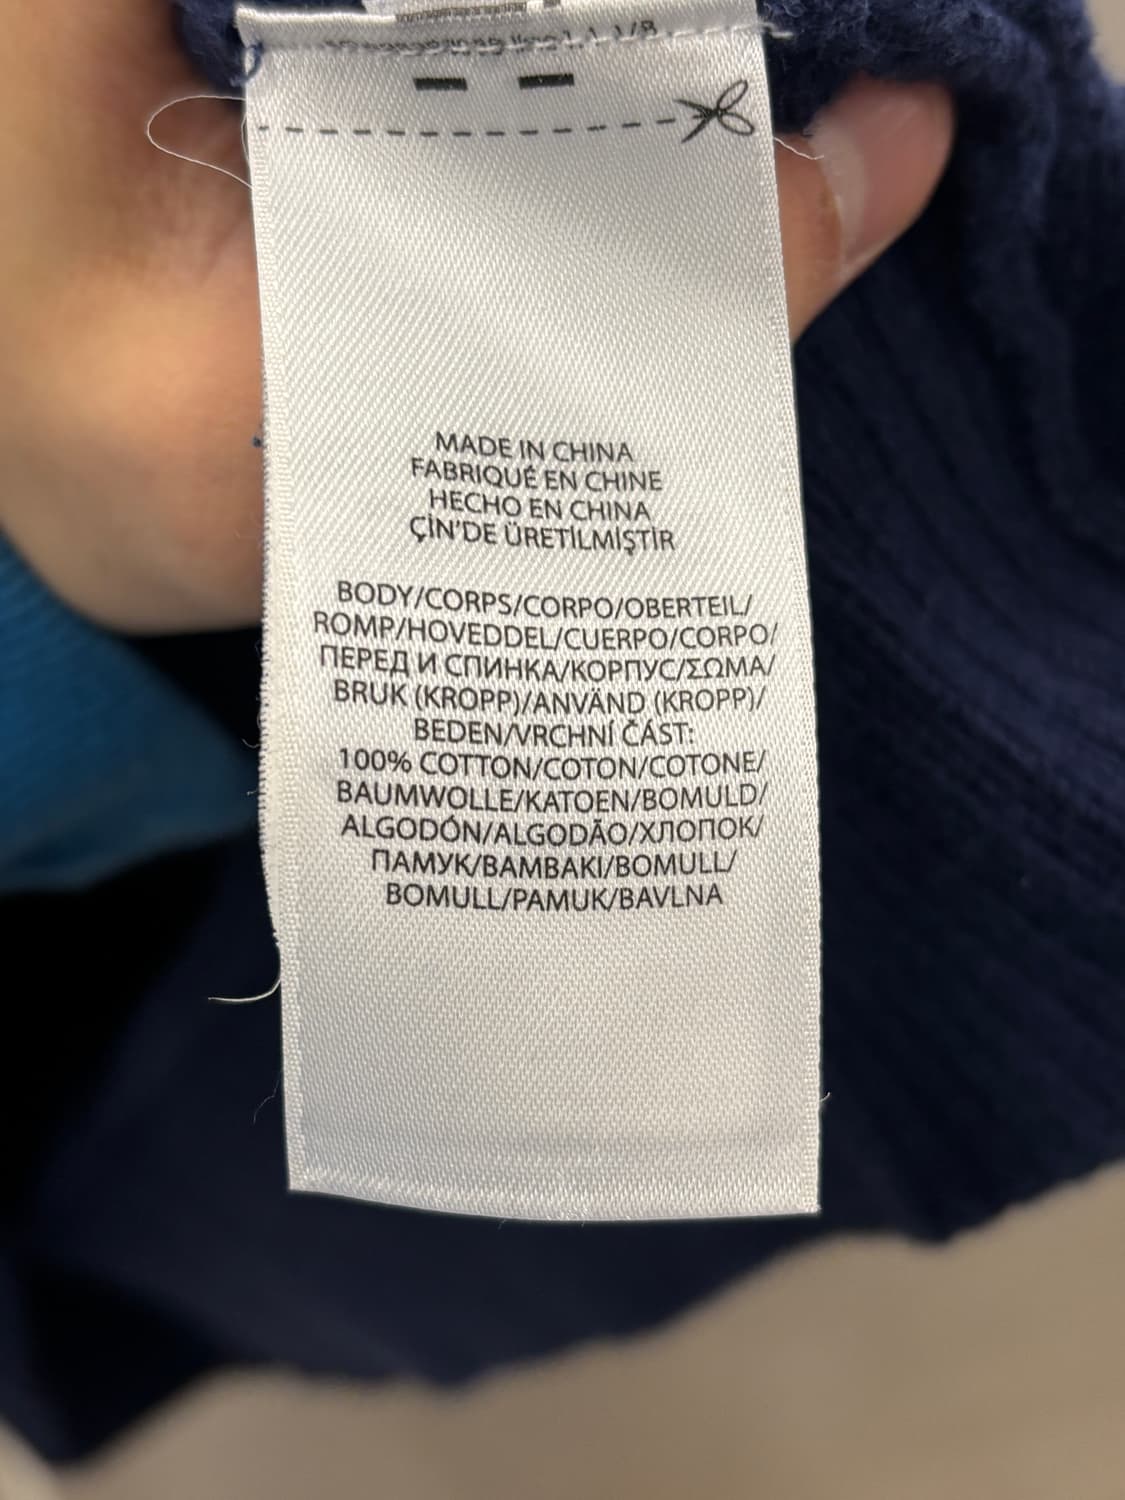 MADE IN CHINA
FABRIQUÉ EN CHINE
HECHO EN CHINA
ÇİN'DE ÜRETİLMİŞTİR
BODY/CORPS/CORPO/OBERTEIL/
ROMP/HOVEDDEL/CUERPO/CORPO/
ПЕРЕД И СПИНКА/КОРПУС/ΣΩΜΑ/
BRUK (KROPP)/ANVÄND (KROPP)/
BEDEN/VRCHNÍ ČÁST:
100% COTTON/COTON/COTONE/
BAUMWOLLE/KATOEN/BOMULD/
ALGODÓN/ALGODÃO/ХЛОПОК/
ПАМУК/ΒΑΜΒΑΚΙ/BOMULL/
BOMULL/PAMUK/BAVLNA